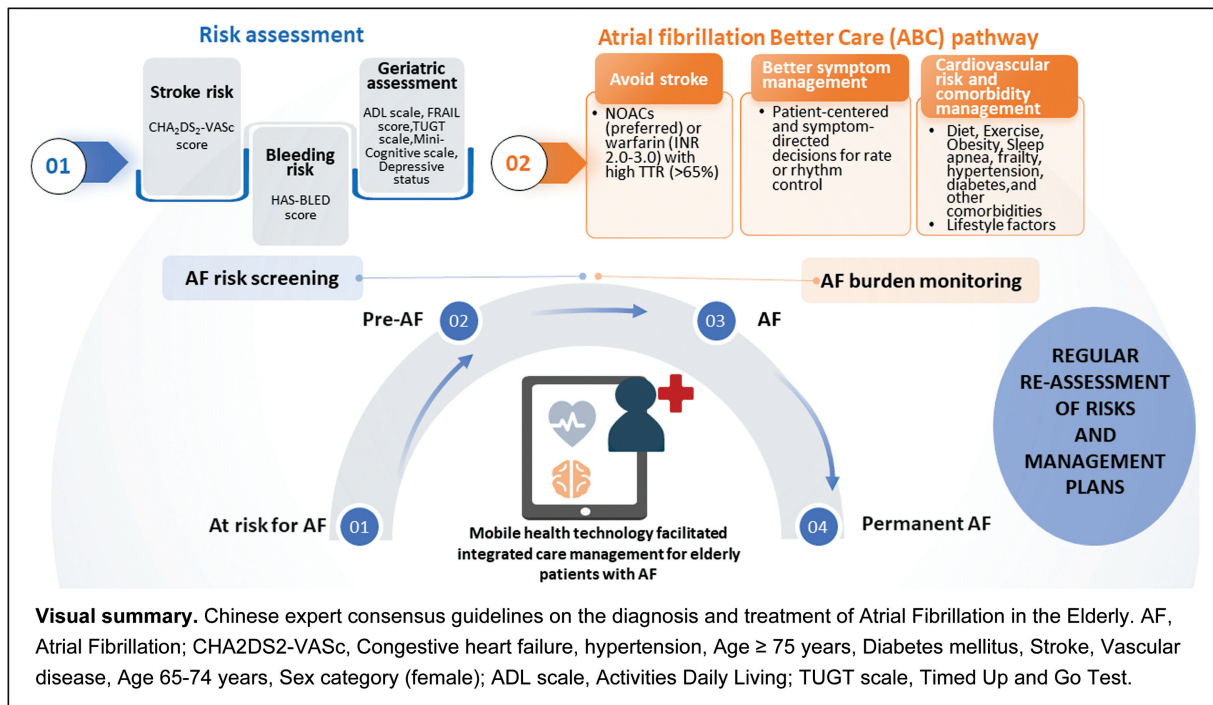 Risk assessment
01
Stroke risk
CHA₂DS₂-VASc
score
Bleeding
risk
HAS-BLED
score
Geriatric
assessment
ADL scale, FRAIL
score,TUGT
scale,Mini-
Cognitive scale,
Depressive
status
Atrial fibrillation Better Care (ABC) pathway
02
Avoid stroke
• NOACs
(preferred) or
warfarin (INR
2.0-3.0) with
high TTR (>65%)
Better symptom
management
• Patient-centered
and symptom-
directed
decisions for rate
or rhythm
control
Cardiovascular
risk and
comorbidity
management
• Diet, Exercise,
Obesity, Sleep
apnea, frailty,
hypertension,
diabetes,and
other
comorbidities
• Lifestyle factors
AF risk screening
AF burden monitoring
Pre-AF
02
03
AF
At risk for AF
01
04
Permanent AF
Mobile health technology facilitated
integrated care management for elderly
patients with AF
REGULAR
RE-ASSESSMENT
OF RISKS
AND
MANAGEMENT
PLANS
Visual summary. Chinese expert consensus guidelines on the diagnosis and treatment of Atrial Fibrillation in the Elderly. AF,
Atrial Fibrillation; CHA2DS2-VASc, Congestive heart failure, hypertension, Age ≥ 75 years, Diabetes mellitus, Stroke, Vascular
disease, Age 65-74 years, Sex category (female); ADL scale, Activities Daily Living; TUGT scale, Timed Up and Go Test.